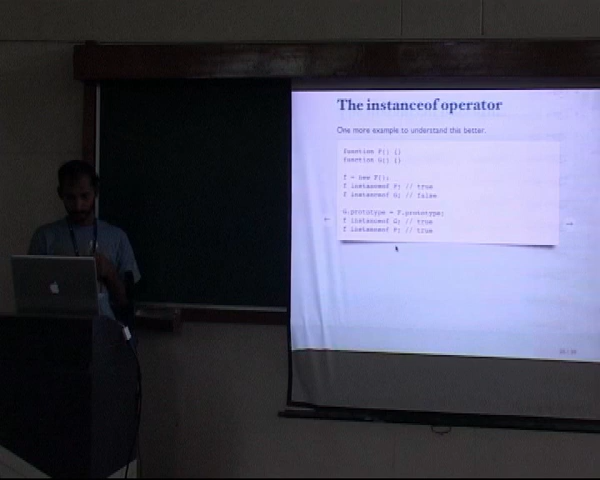 The instanceof operator
One more example to understand this better.
function F() {}
function G() {}
f = new F();
f instanceof F; // true
f instanceof G; // false
G.prototype = F.prototype;
f instanceof G; // true
f instanceof F; // true